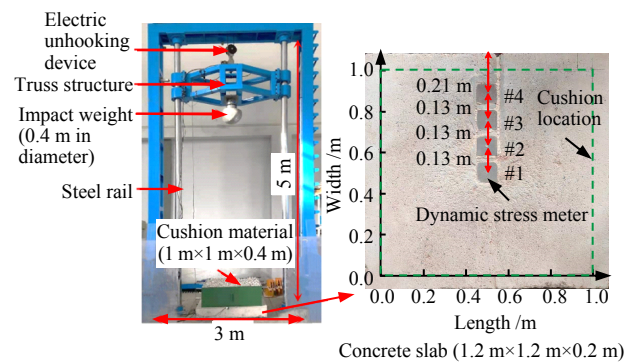 Electric
unhooking
device
Truss structure
Impact weight
(0.4 m in
diameter)
Steel rail
5 m
Cushion material
(1 m×1 m×0.4 m)
3 m
Width /m
1.0
0.8
0.6
0.4
0.2
0.0
0.21 m
0.13 m
0.13 m
0.13 m
#4
#3
#2
#1
Cushion
location
Dynamic stress meter
0.0 0.2 0.4 0.6 0.8 1.0
Length /m
Concrete slab (1.2 m×1.2 m×0.2 m)